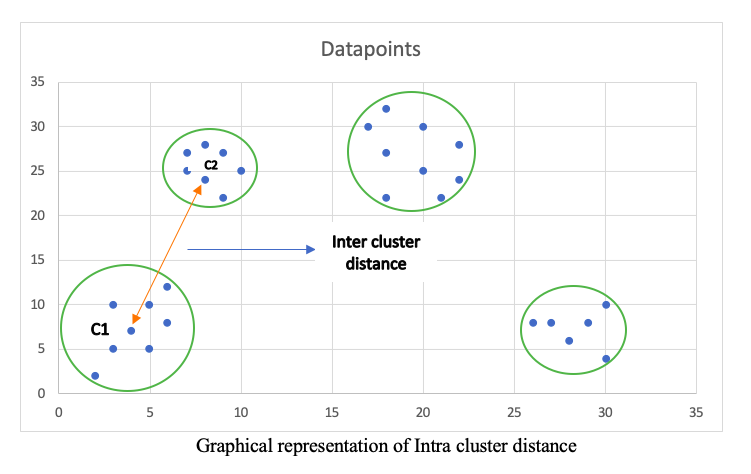 Datapoints
35
30
25
20
15
10
5
0
C2
Inter cluster
distance
C1
0 5 10 15 20 25 30 35
Graphical representation of Intra cluster distance